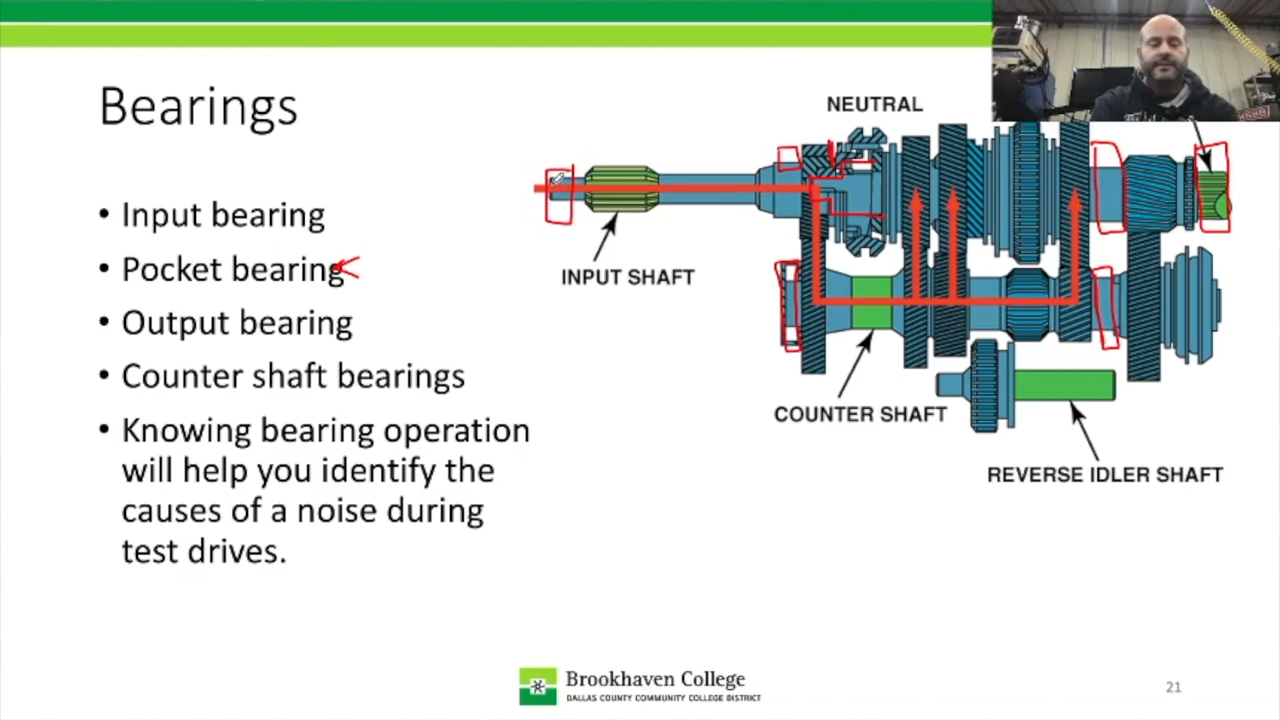 Bearings
• Input bearing
• Pocket bearing
• Output bearing
• Counter shaft bearings
• Knowing bearing operation
will help you identify the
causes of a noise during
test drives.
NEUTRAL
INPUT SHAFT
COUNTER SHAFT
REVERSE IDLER SHAFT
Brookhaven College
DALLAS COUNTY COMMUNITY COLLEGE DISTRICT
21